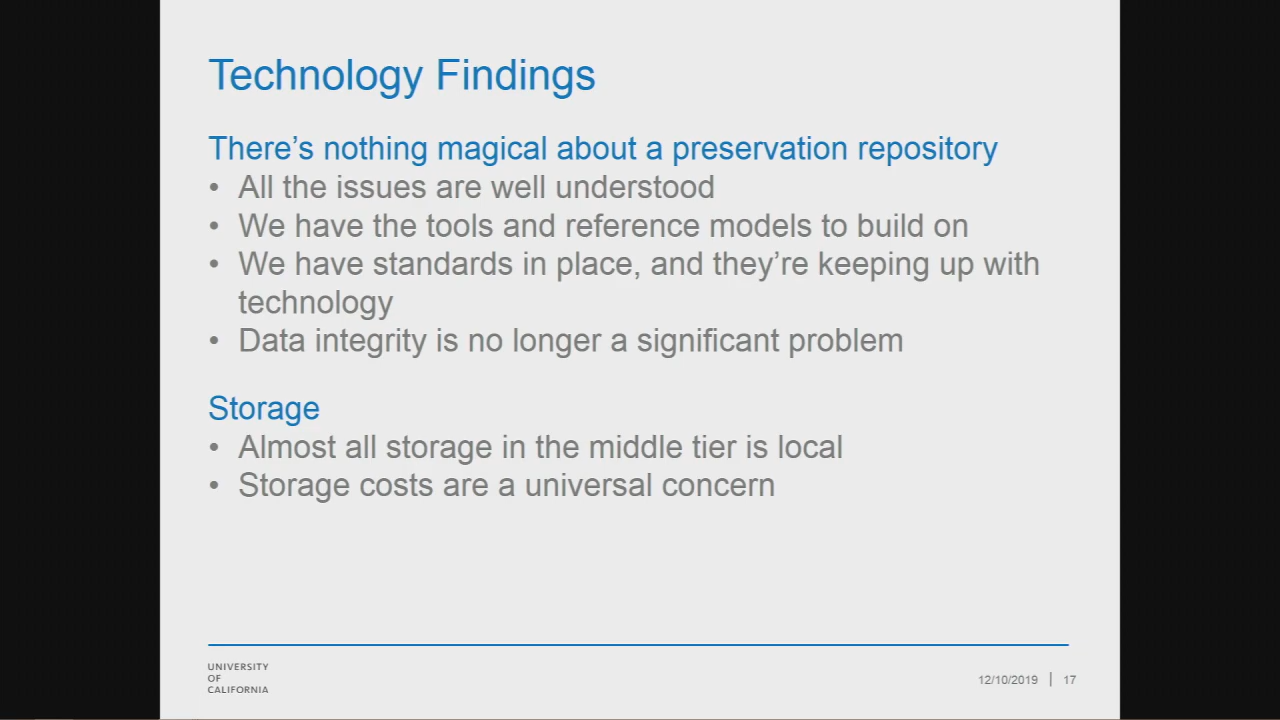 Technology Findings
There's nothing magical about a preservation repository
• All the issues are well understood
• We have the tools and reference models to build on
• We have standards in place, and they're keeping up with
technology
• Data integrity is no longer a significant problem
Storage
• Almost all storage in the middle tier is local
• Storage costs are a universal concern
UNIVERSITY
OF
CALIFORNIA
12/10/2019 | 17